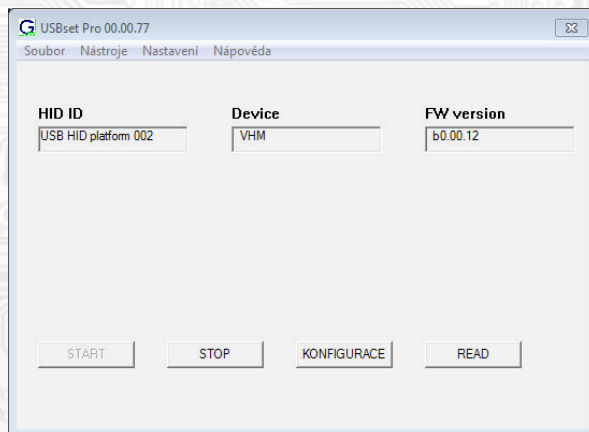 USBset Pro 00.00.77
Soubor Nástroje Nastavení Nápověda
HID ID Device FW version
USB HID platform 002 VHM b0.00.12
START STOP KONFIGURACE READ